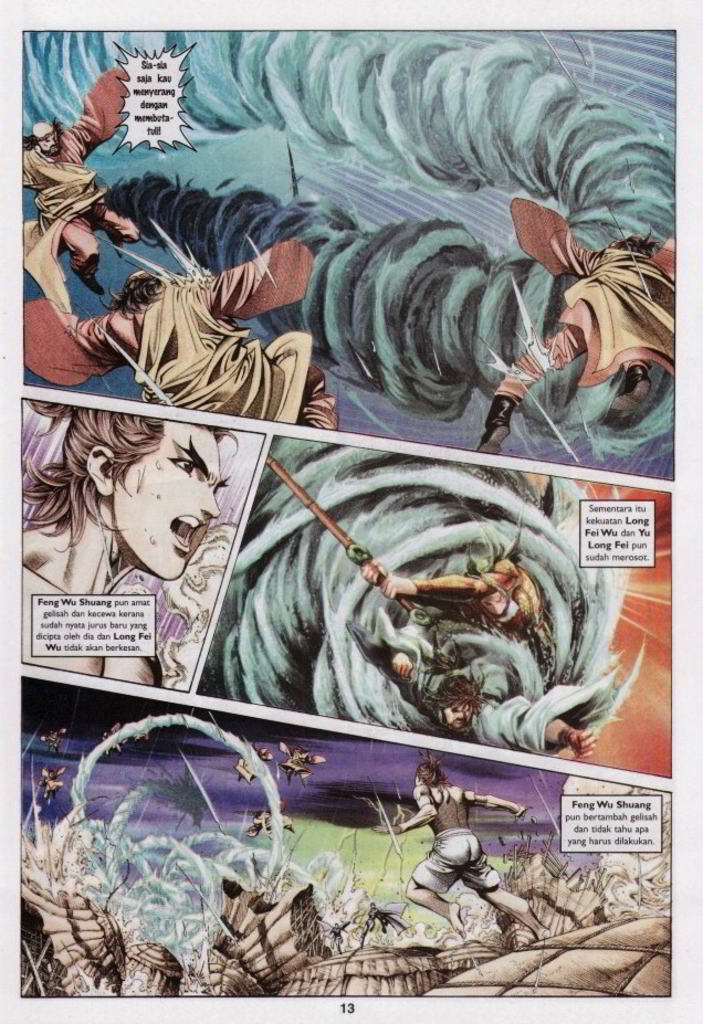 Sia-sia
saja kau
menyerang
dengan
membuta-
tuli!
Feng Wu Shuang pun amat
gelisah dan kecewa kerana
sudah nyata jurus baru yang
dicipta oleh dia dan Long Fei
Wu tidak akan berkesan.
Sementara itu
kekuatan Long
Fei Wu dan Yu
Long Fei pun
sudah merosot.
Feng Wu Shuang
pun bertambah gelisah
dan tidak tahu apa
yang harus dilakukan.
13